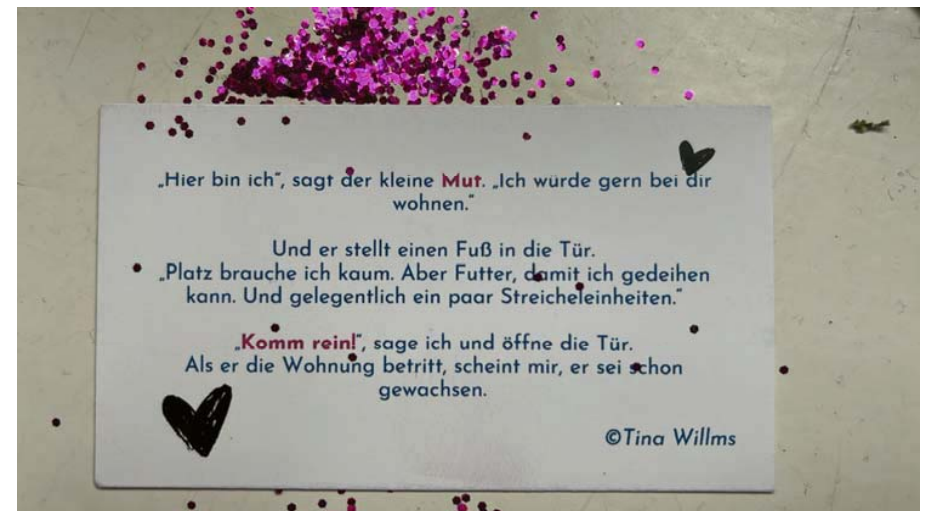 „Hier bin ich“, sagt der kleine Mut. „Ich würde gern bei dir
wohnen.“
Und er stellt einen Fuß in die Tür.
„Platz brauche ich kaum. Aber Futter, damit ich gedeihen
kann. Und gelegentlich ein paar Streicheleinheiten.“
„Komm rein!“, sage ich und öffne die Tür.
Als er die Wohnung betritt, scheint mir, er sei schon
gewachsen.
©Tina Willms